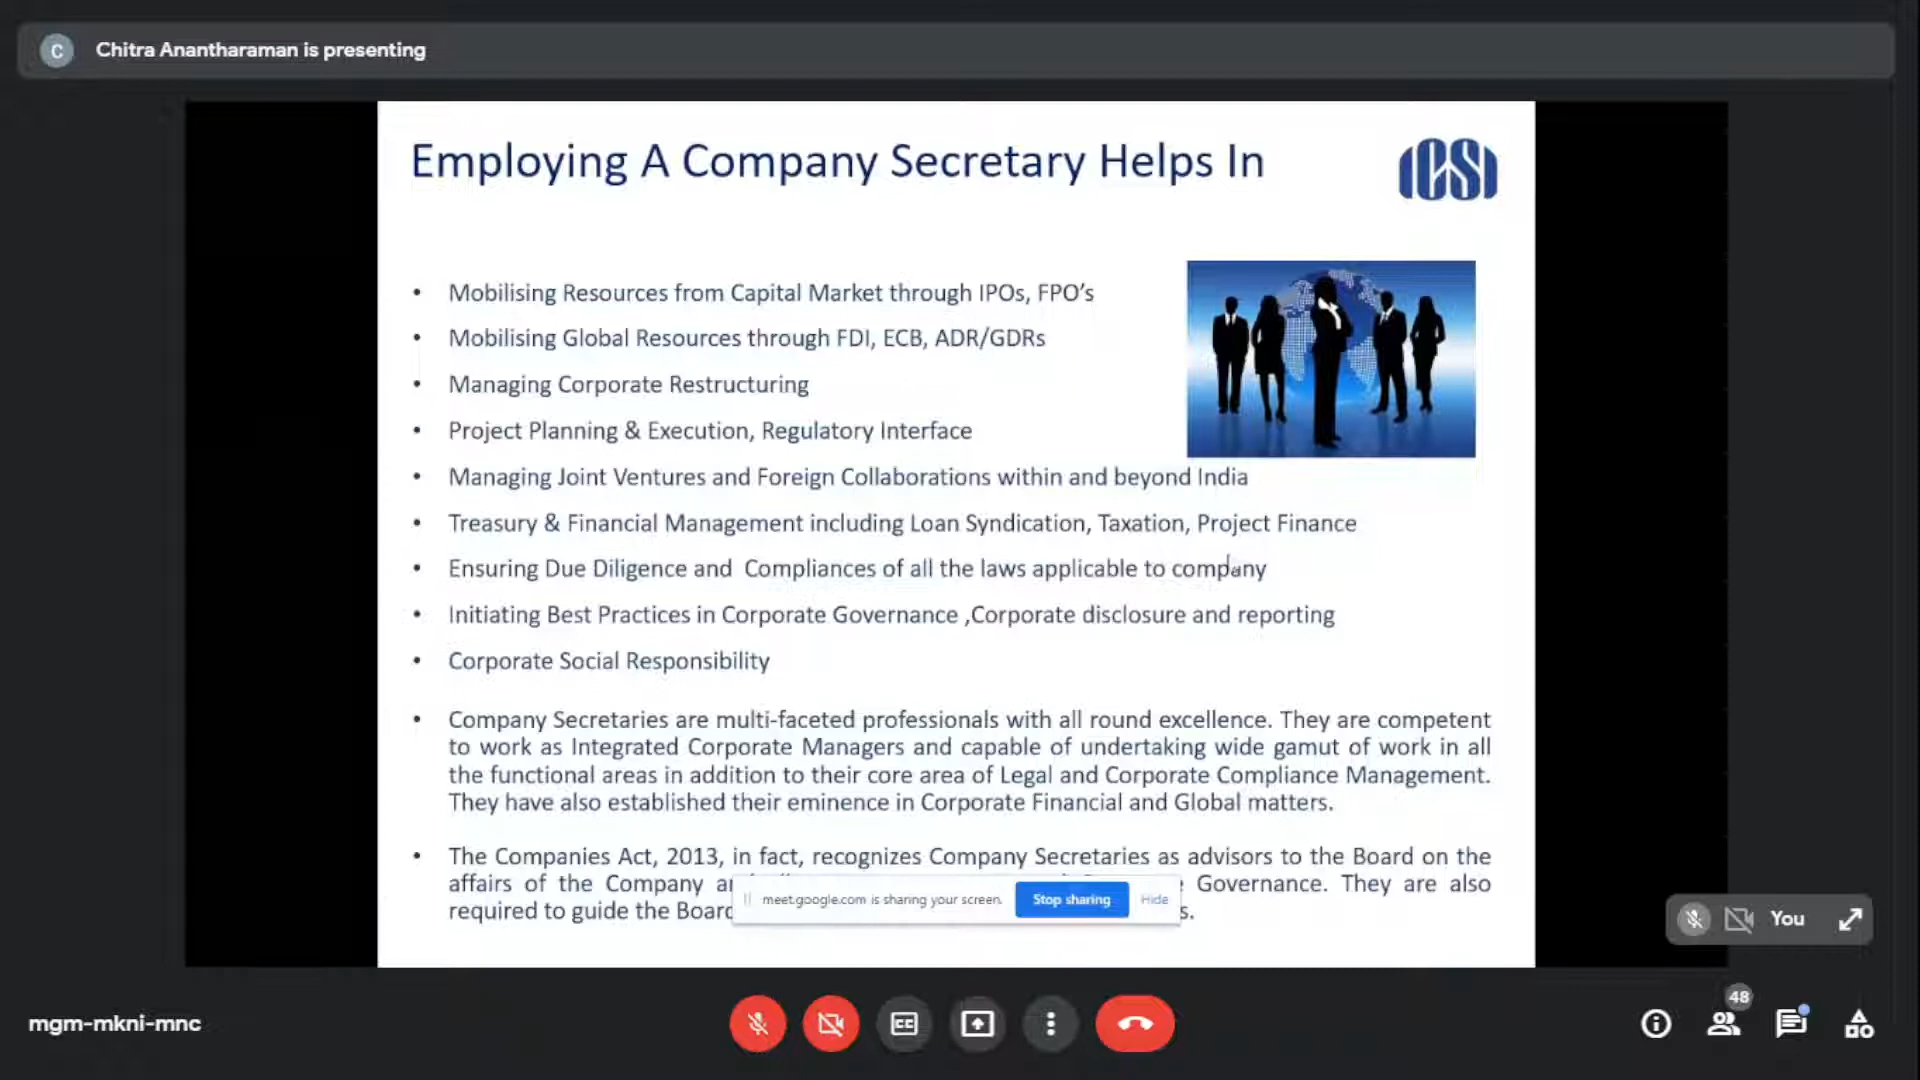 C Chitra Anantharaman is presenting
Employing A Company Secretary Helps In
ICSI
• Mobilising Resources from Capital Market through IPOs, FPO's
• Mobilising Global Resources through FDI, ECB, ADR/GDRs
• Managing Corporate Restructuring
• Project Planning & Execution, Regulatory Interface
• Managing Joint Ventures and Foreign Collaborations within and beyond India
• Treasury & Financial Management including Loan Syndication, Taxation, Project Finance
• Ensuring Due Diligence and Compliances of all the laws applicable to company
• Initiating Best Practices in Corporate Governance ,Corporate disclosure and reporting
• Corporate Social Responsibility
• Company Secretaries are multi-faceted professionals with all round excellence. They are competent
to work as Integrated Corporate Managers and capable of undertaking wide gamut of work in all
the functional areas in addition to their core area of Legal and Corporate Compliance Management.
They have also established their eminence in Corporate Financial and Global matters.
• The Companies Act, 2013, in fact, recognizes Company Secretaries as advisors to the Board on the
affairs of the Company Governance. They are also
required to guide the Board
meet.google.com is sharing your screen. Stop sharing Hide
You
mgm-mkni-mnc
CC
48